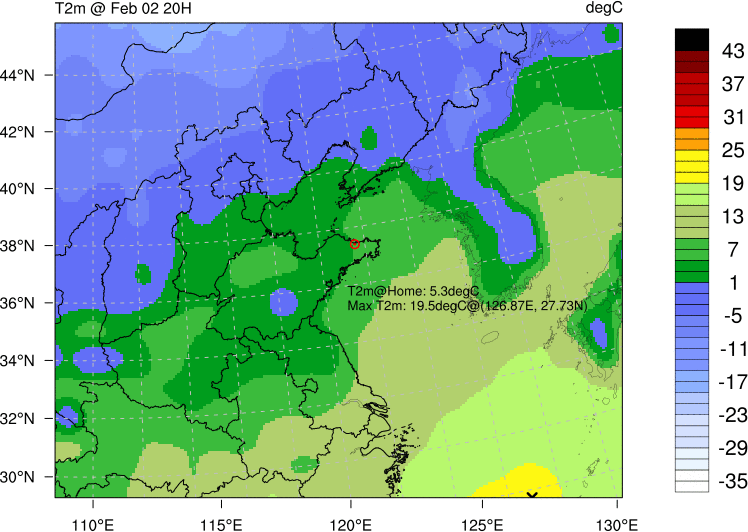 T2m @ Feb 02 20H
degC
44°N
42°N
40°N
38°N
36°N
34°N
32°N
30°N
T2m@Home: 5.3degC
Max T2m: 19.5degC@(126.87E, 27.73N)
110°E
115°E
120°E
125°E
130°E
43
37
31
25
19
13
7
1
-5
-11
-17
-23
-29
-35